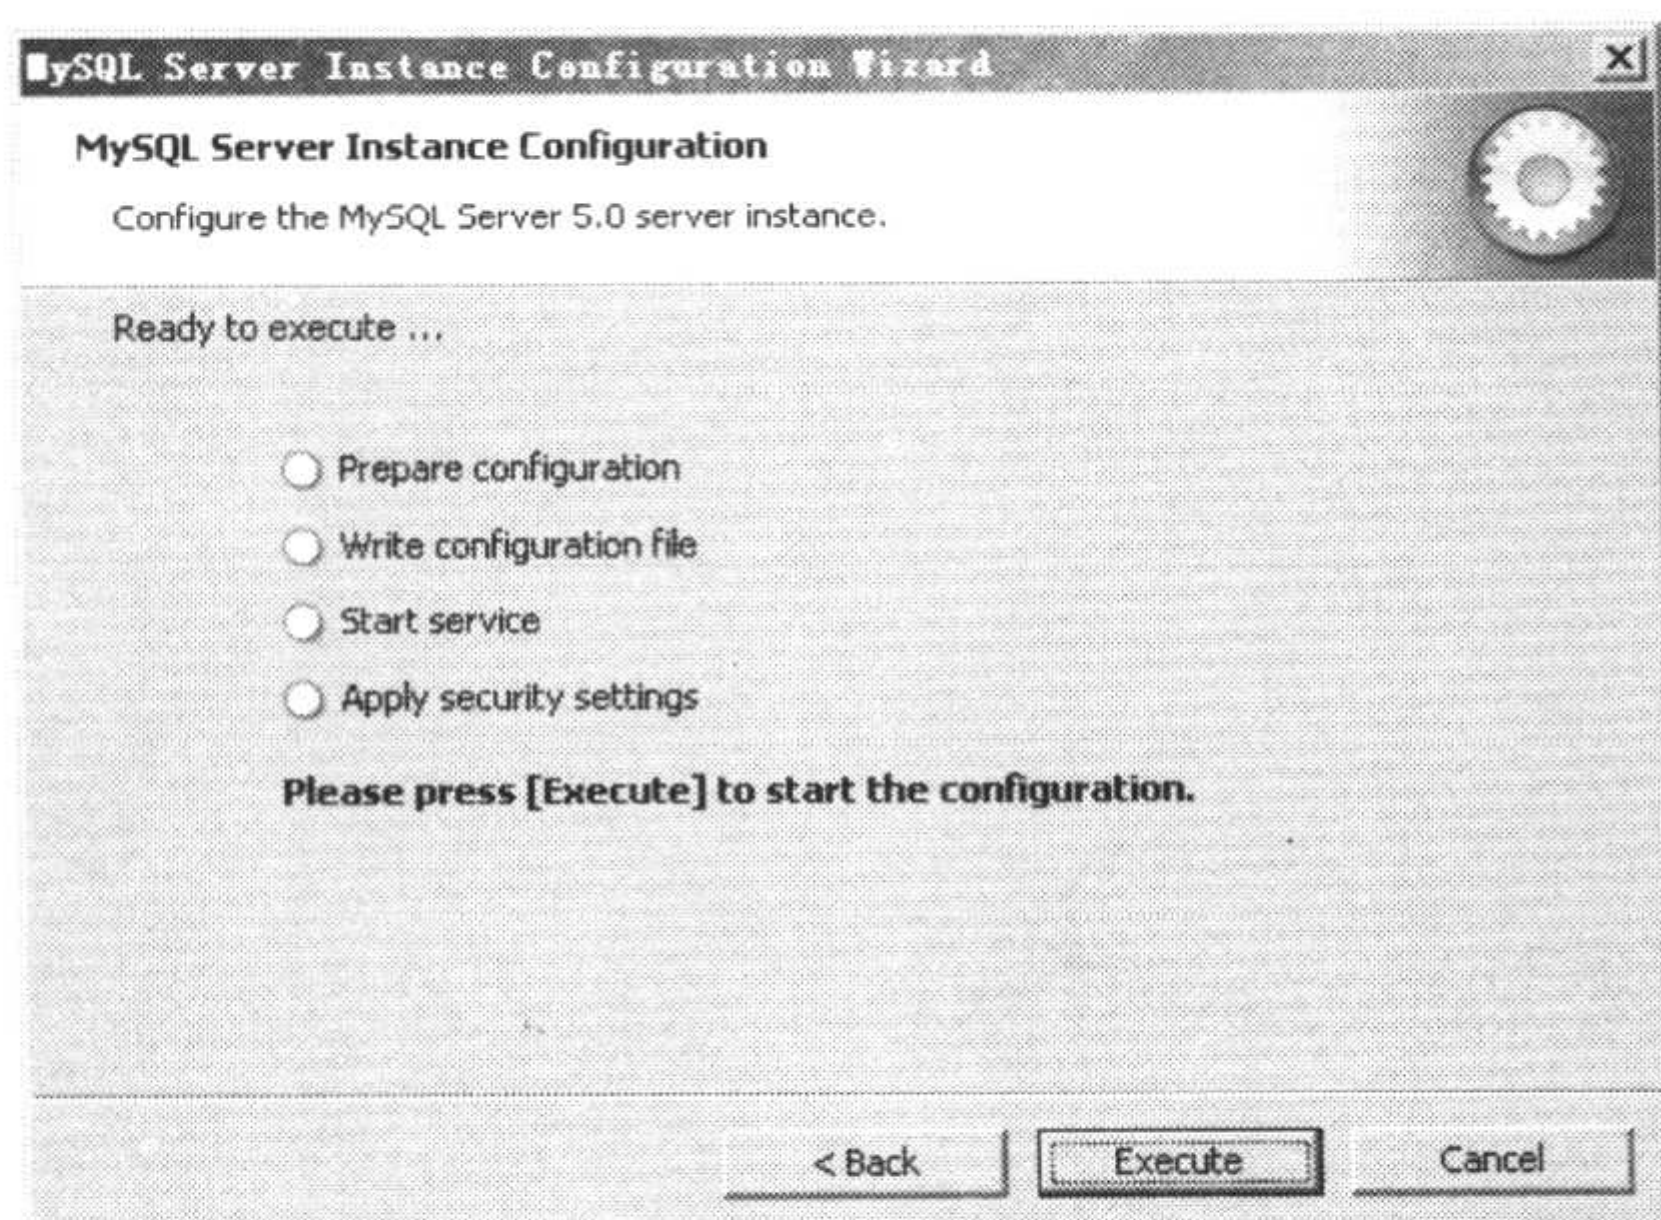 MySQL Server Instance Configuration Wizard
MySQL Server Instance Configuration
Configure the MySQL Server 5.0 server instance.
Ready to execute ...
Prepare configuration
Write configuration file
Start service
Apply security settings
Please press [Execute] to start the configuration.
< Back
Execute
Cancel